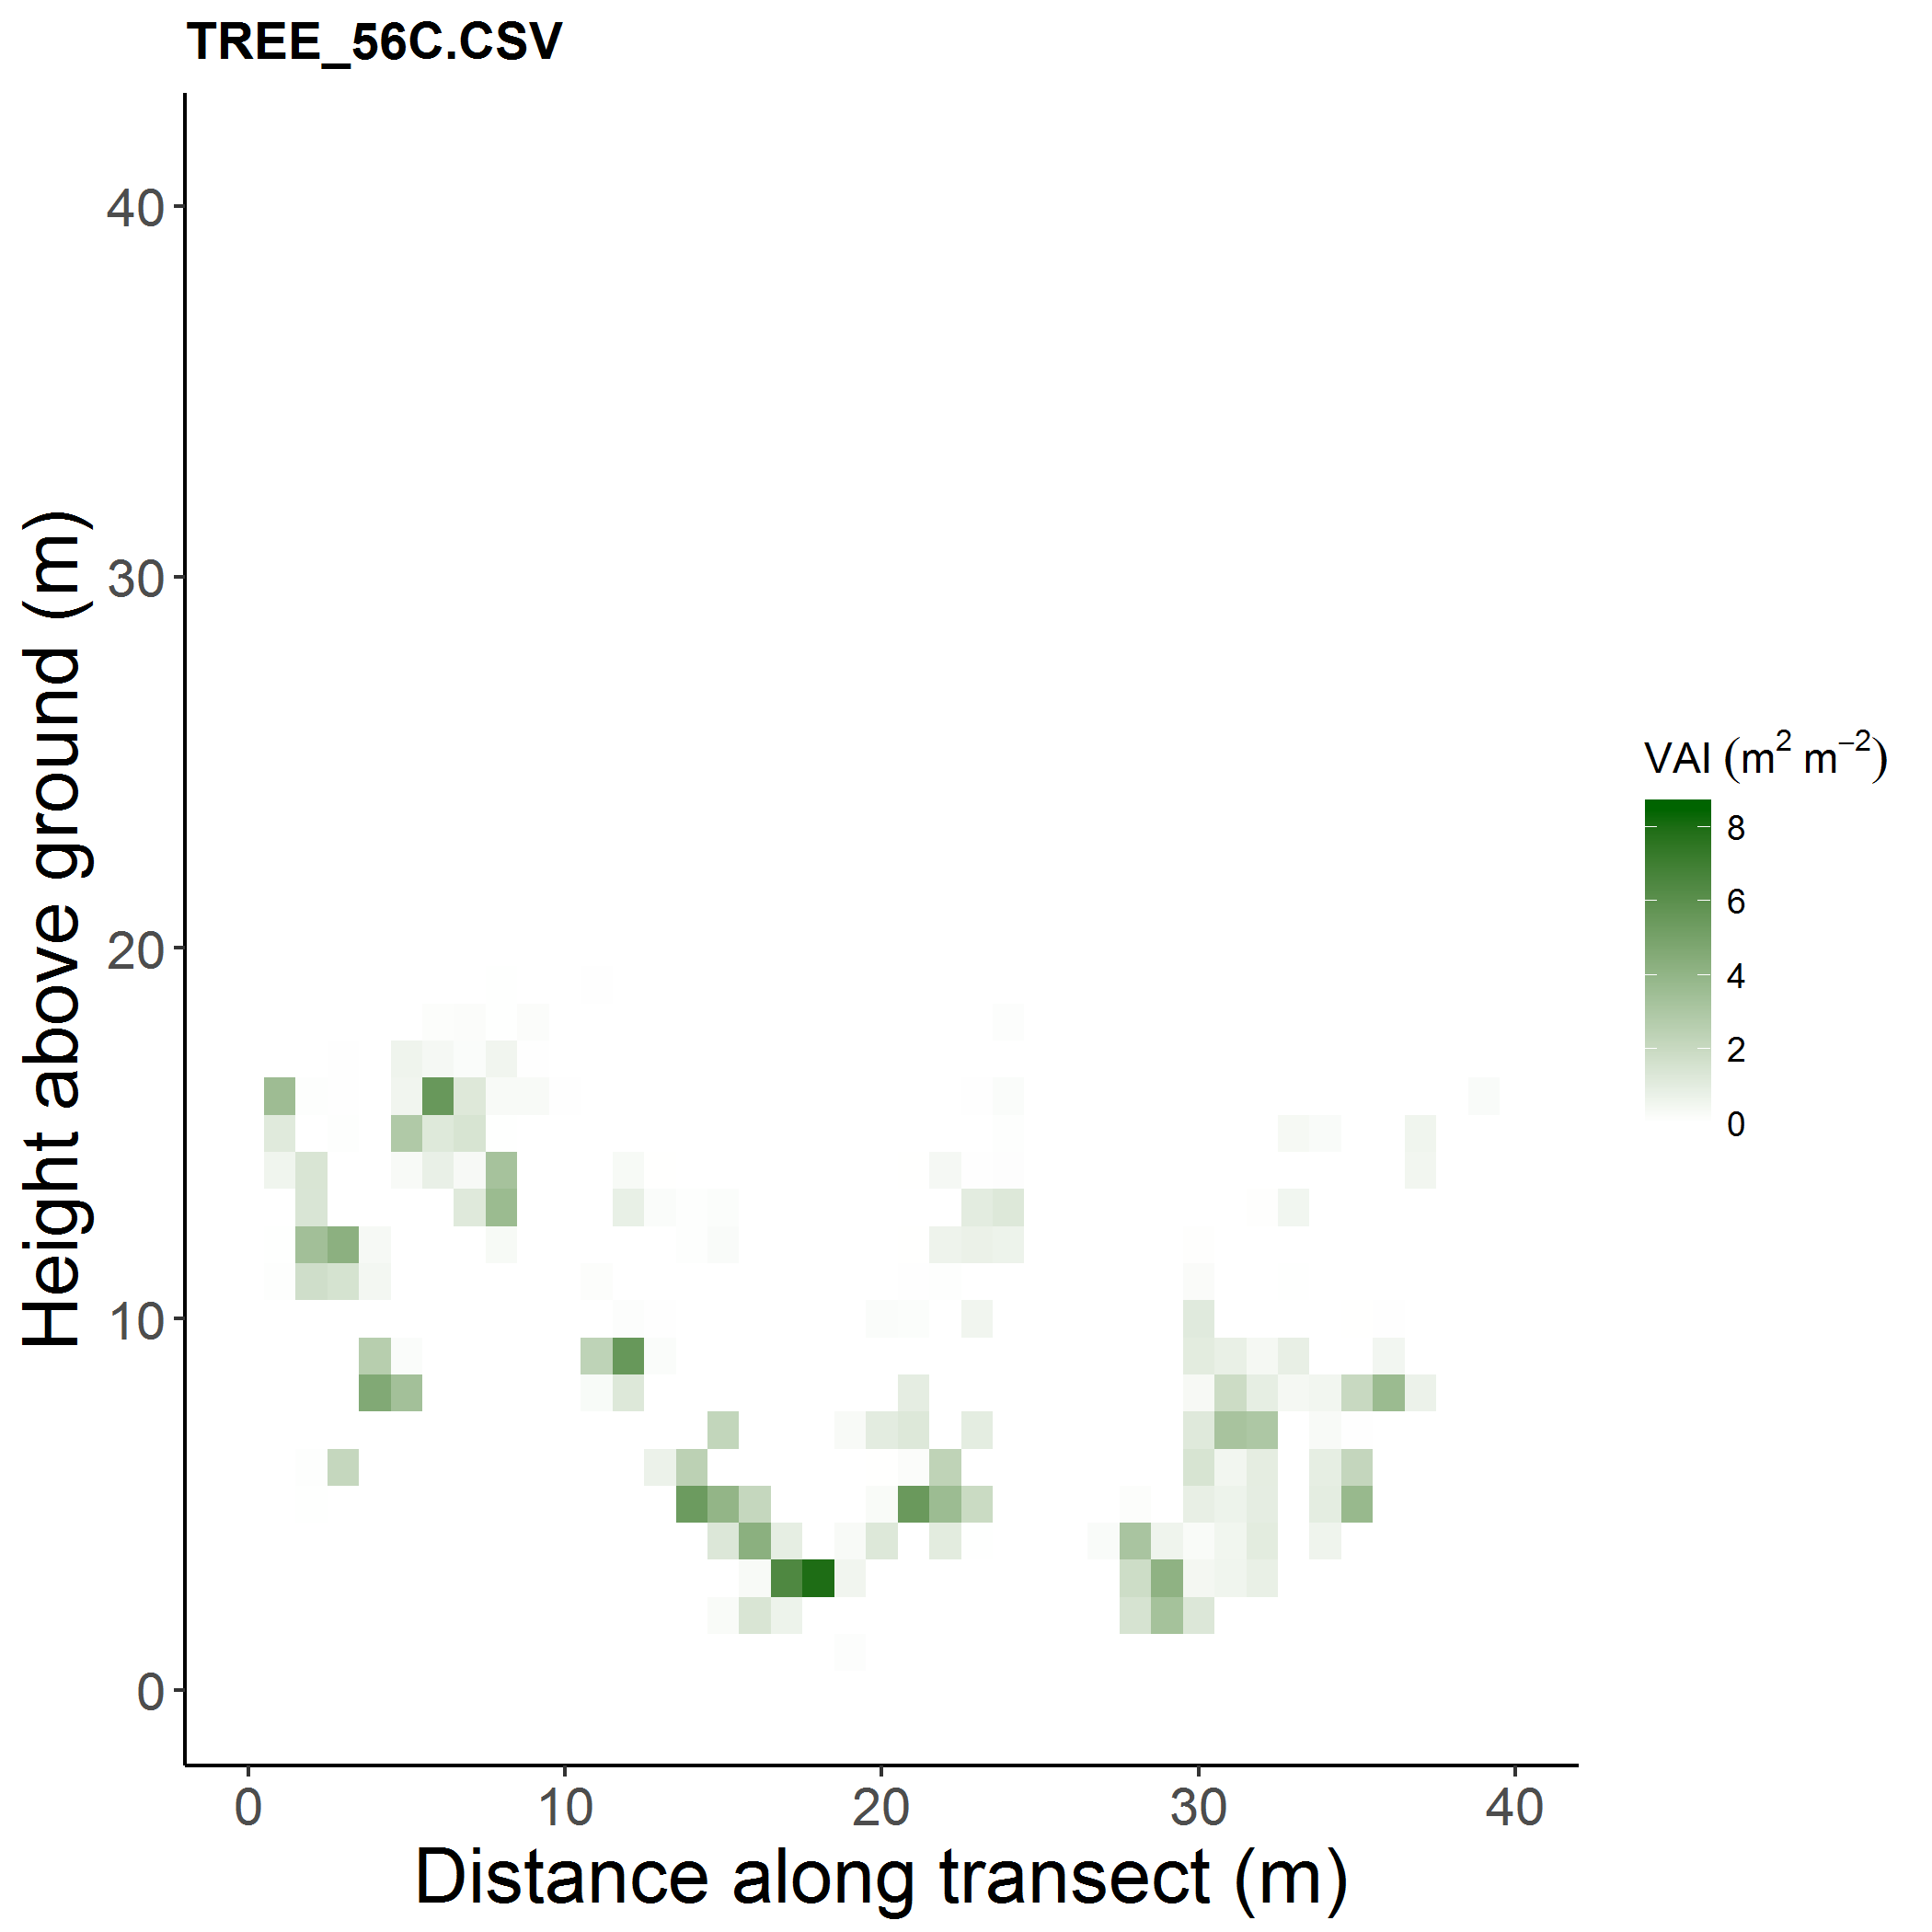 TREE_56C.CSV
Height above ground (m)
40
30
20
10
0
0 10 20 30 40
Distance along transect (m)
VAI (m² m⁻²)
8
6
4
2
0